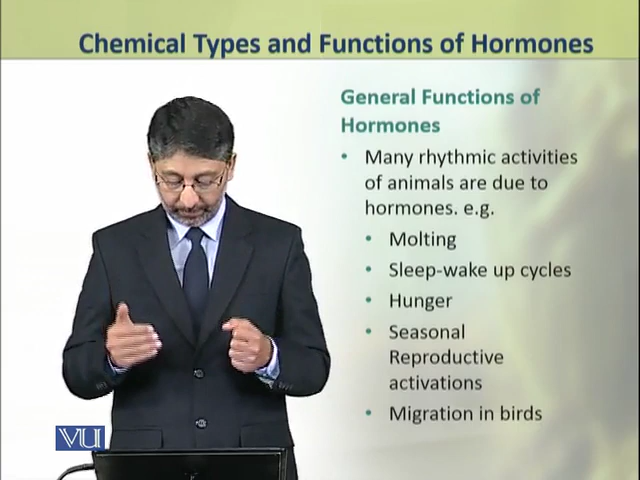 Chemical Types and Functions of Hormones
General Functions of
Hormones
• Many rhythmic activities
of animals are due to
hormones. e.g.
• Molting
• Sleep-wake up cycles
• Hunger
• Seasonal
Reproductive
activations
• Migration in birds
VU